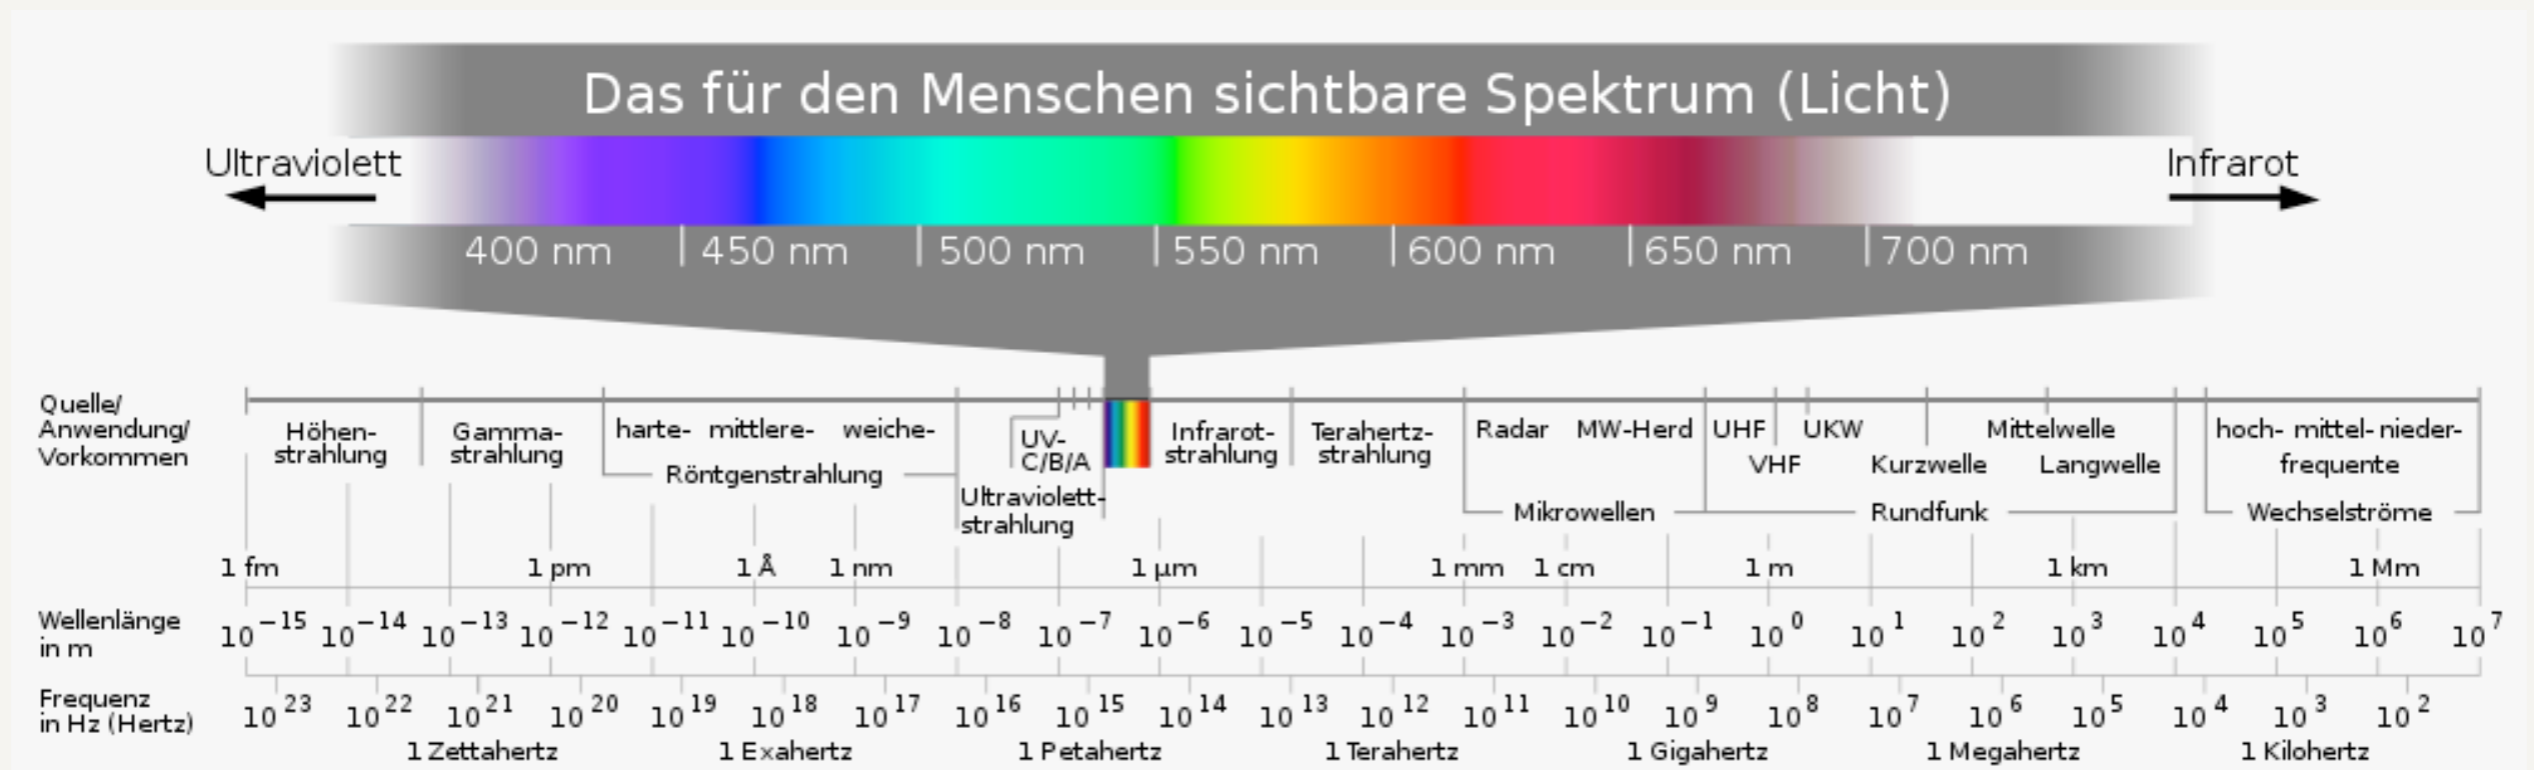 Das für den Menschen sichtbare Spektrum (Licht)
Ultraviolett
Infrarot
400 nm 450 nm 500 nm 550 nm 600 nm 650 nm 700 nm
Quelle/
Anwendung/
Vorkommen
Höhen-
strahlung
Gamma-
strahlung
harte- mittlere- weiche-
Röntgenstrahlung
UV-
C/B/A
Ultraviolett-
strahlung
Infrarot-
strahlung
Terahertz-
strahlung
Radar MW-Herd
Mikrowellen
UHF UKW Mittelwelle
VHF Kurzwelle Langwelle
Rundfunk
hoch- mittel- nieder-
frequente
Wechselströme
1 fm 1 pm 1 Å 1 nm 1 µm 1 mm 1 cm 1 m 1 km 1 Mm
Wellenlänge
in m
10⁻¹⁵ 10⁻¹⁴ 10⁻¹³ 10⁻¹² 10⁻¹¹ 10⁻¹⁰ 10⁻⁹ 10⁻⁸ 10⁻⁷ 10⁻⁶ 10⁻⁵ 10⁻⁴ 10⁻³ 10⁻² 10⁻¹ 10⁰ 10¹ 10² 10³ 10⁴ 10⁵ 10⁶ 10⁷
Frequenz
in Hz (Hertz)
10²³ 10²² 10²¹ 10²⁰ 10¹⁹ 10¹⁸ 10¹⁷ 10¹⁶ 10¹⁵ 10¹⁴ 10¹³ 10¹² 10¹¹ 10¹⁰ 10⁹ 10⁸ 10⁷ 10⁶ 10⁵ 10⁴ 10³ 10²
1 Zettahertz 1 Exahertz 1 Petahertz 1 Terahertz 1 Gigahertz 1 Megahertz 1 Kilohertz